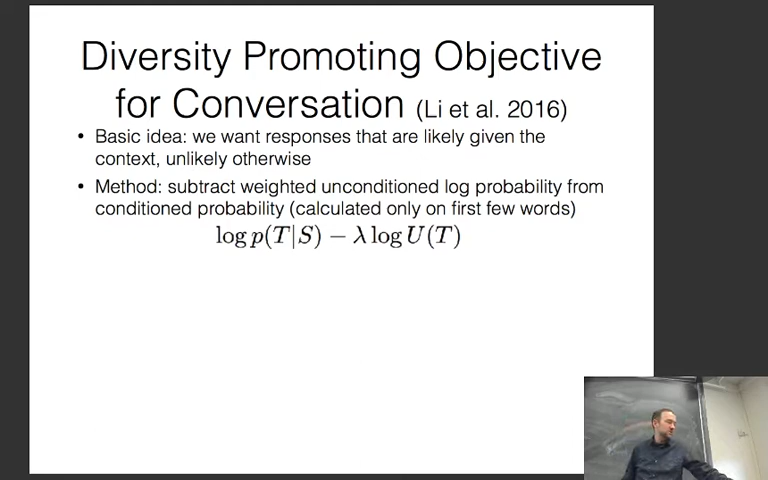 Diversity Promoting Objective
for Conversation (Li et al. 2016)
• Basic idea: we want responses that are likely given the
context, unlikely otherwise
• Method: subtract weighted unconditioned log probability from
conditioned probability (calculated only on first few words)
log p(T|S) − λ log U(T)